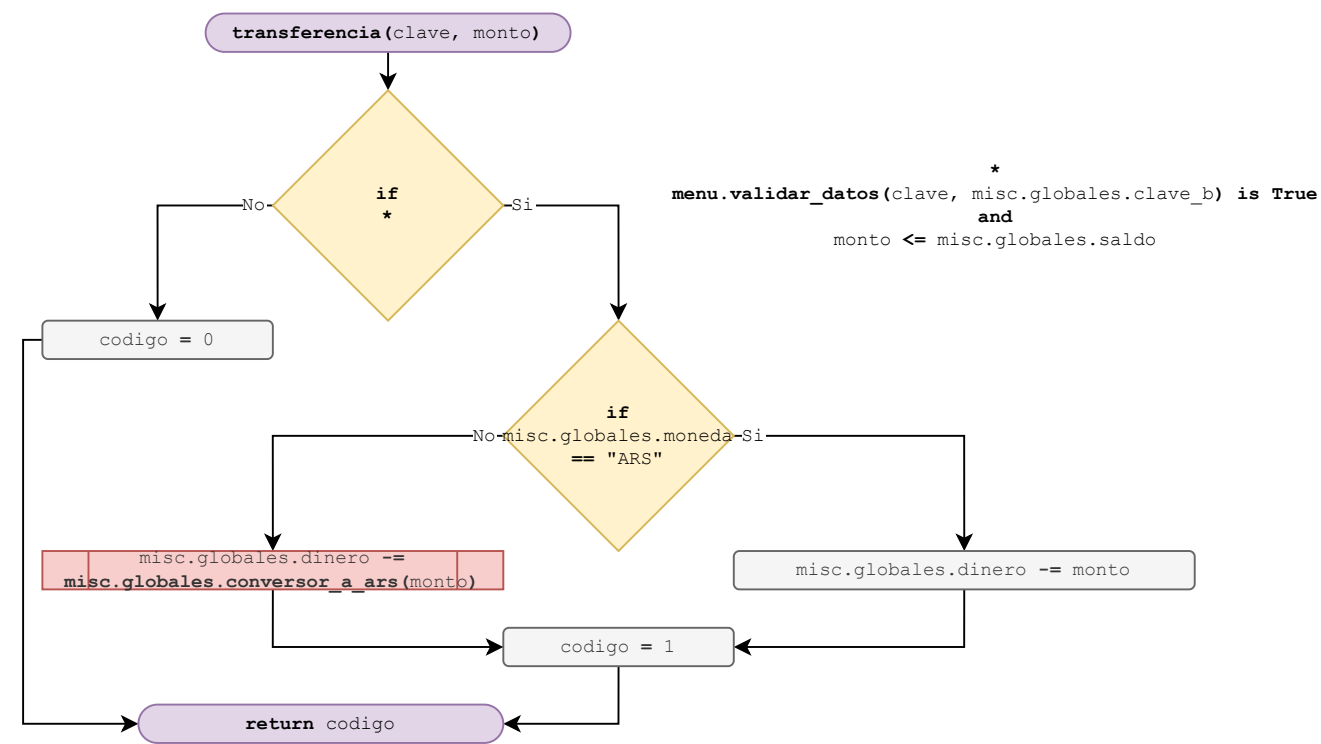 transferencia(clave, monto)
if
*
No
Si
*
menu.validar_datos(clave, misc.globales.clave_b) is True
and
monto <= misc.globales.saldo
codigo = 0
if
misc.globales.moneda
== "ARS"
No
Si
misc.globales.dinero -=
misc.globales.conversor_a_ars(monto)
misc.globales.dinero -= monto
codigo = 1
return codigo